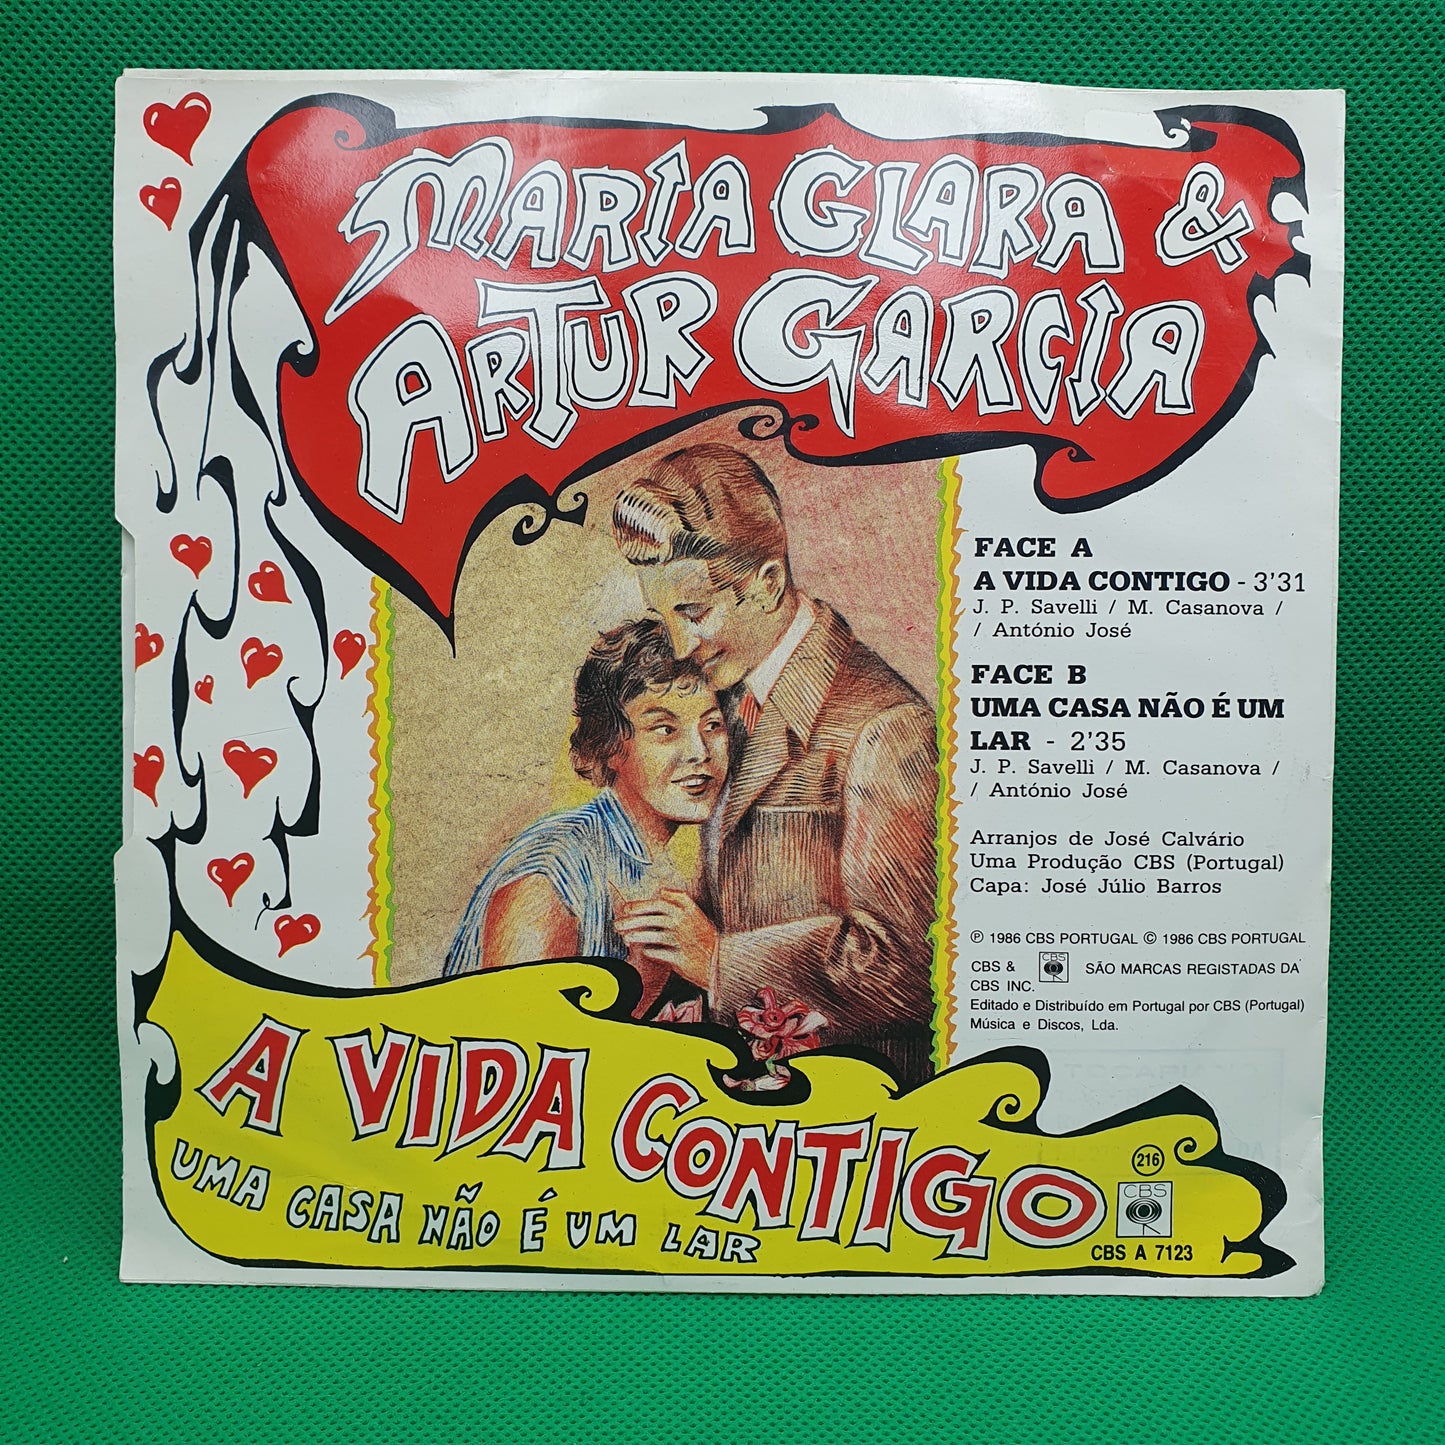 MARIA CLARA &
ARTUR GARCIA
FACE A
A VIDA CONTIGO - 3'31
J. P. Savelli / M. Casanova /
/ António José
FACE B
UMA CASA NÃO É UM
LAR - 2'35
J. P. Savelli / M. Casanova /
/ António José
Arranjos de José Calvário
Uma Produção CBS (Portugal)
Capa: José Júlio Barros
℗ 1986 CBS PORTUGAL © 1986 CBS PORTUGAL
CBS & CBS SÃO MARCAS REGISTADAS DA
CBS INC.
Editado e Distribuído em Portugal por CBS (Portugal)
Música e Discos, Lda.
A VIDA CONTIGO
UMA CASA NÃO É UM LAR
216
CBS
CBS A 7123